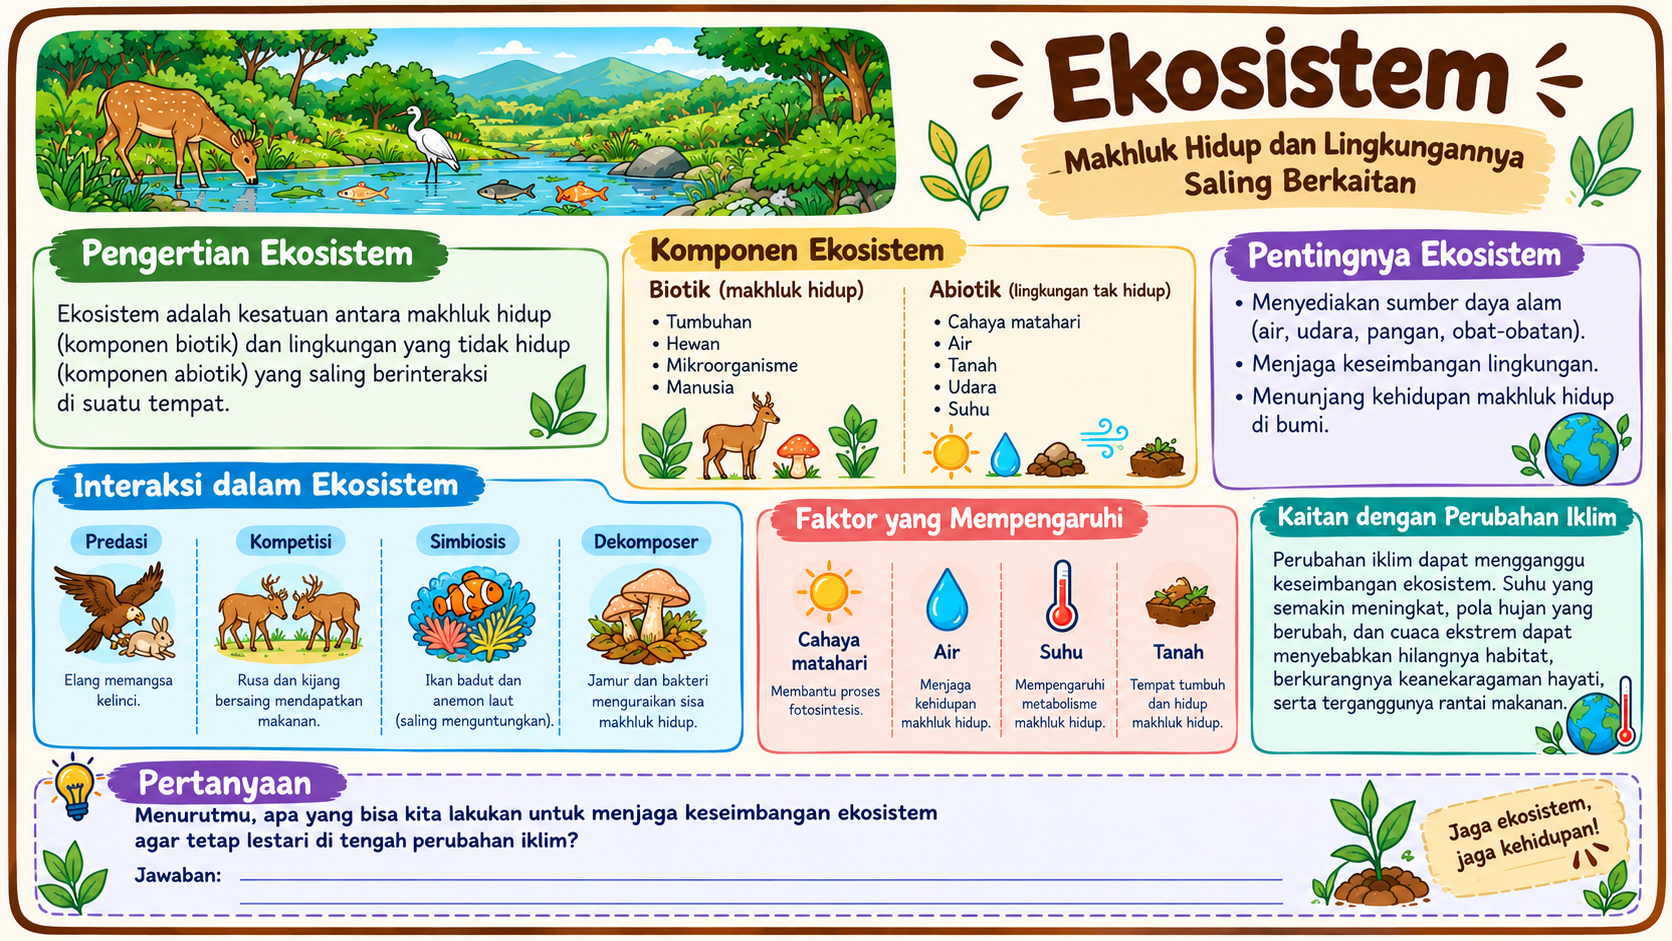 Ekosistem
Makhluk Hidup dan Lingkungannya
Saling Berkaitan
Pengertian Ekosistem
Ekosistem adalah kesatuan antara makhluk hidup
(komponen biotik) dan lingkungan yang tidak hidup
(komponen abiotik) yang saling berinteraksi
di suatu tempat.
Komponen Ekosistem
Biotik (makhluk hidup)
• Tumbuhan
• Hewan
• Mikroorganisme
• Manusia
Abiotik (lingkungan tak hidup)
• Cahaya matahari
• Air
• Tanah
• Udara
• Suhu
Pentingnya Ekosistem
• Menyediakan sumber daya alam
(air, udara, pangan, obat-obatan).
• Menjaga keseimbangan lingkungan.
• Menunjang kehidupan makhluk hidup
di bumi.
Interaksi dalam Ekosistem
Predasi
Elang memangsa
kelinci.
Kompetisi
Rusa dan kijang
bersaing mendapatkan
makanan.
Simbiosis
Ikan badut dan
anemon laut
(saling menguntungkan).
Dekomposer
Jamur dan bakteri
menguraikan sisa
makhluk hidup.
Faktor yang Mempengaruhi
Cahaya
matahari
Membantu proses
fotosintesis.
Air
Menjaga
kehidupan
makhluk hidup.
Suhu
Mempengaruhi
metabolisme
makhluk hidup.
Tanah
Tempat tumbuh
dan hidup
makhluk hidup.
Kaitan dengan Perubahan Iklim
Perubahan iklim dapat mengganggu
keseimbangan ekosistem. Suhu yang
semakin meningkat, pola hujan yang
berubah, dan cuaca ekstrem dapat
menyebabkan hilangnya habitat,
berkurangnya keanekaragaman hayati,
serta terganggunya rantai makanan.
Pertanyaan
Menurutmu, apa yang bisa kita lakukan untuk menjaga keseimbangan ekosistem
agar tetap lestari di tengah perubahan iklim?
Jawaban:
Jaga ekosistem,
jaga kehidupan!